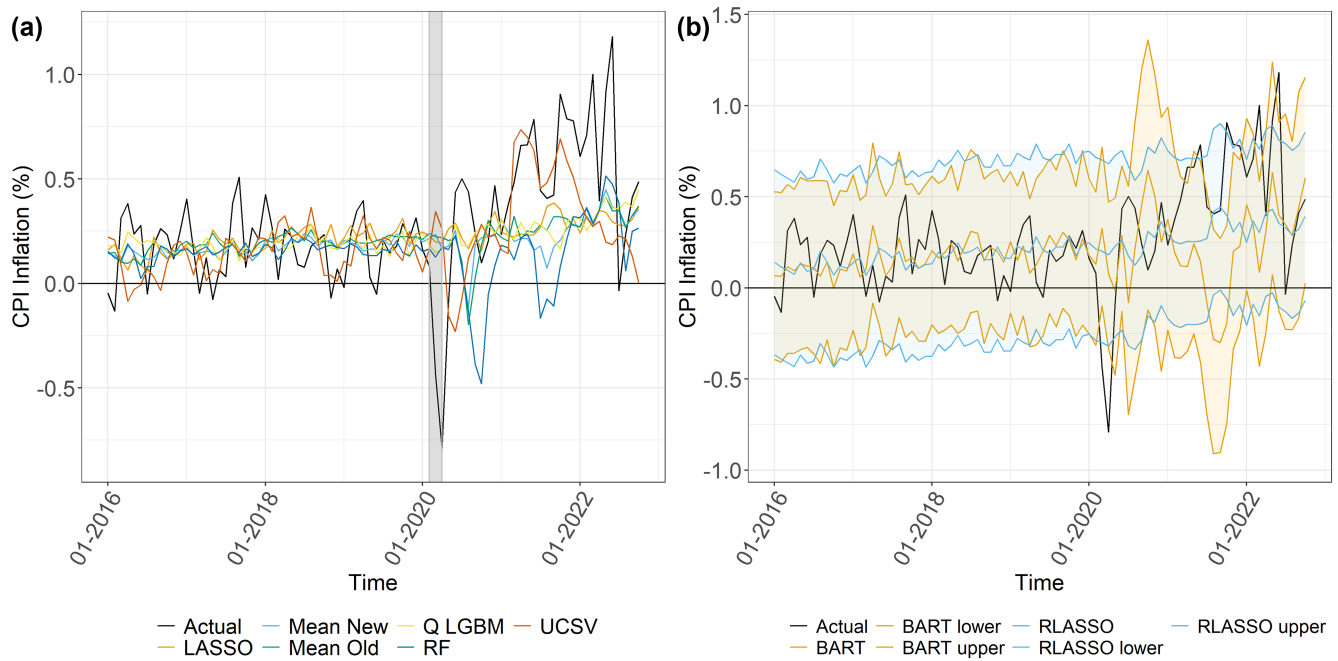 (a)
CPI Inflation (%)
1.0
0.5
0.0
-0.5
01-2016
01-2018
01-2020
01-2022
Time
Actual Mean New Q LGBM UCSV
LASSO Mean Old RF
(b)
CPI Inflation (%)
1.5
1.0
0.5
0.0
-0.5
-1.0
01-2016
01-2018
01-2020
01-2022
Time
Actual BART lower RLASSO RLASSO upper
BART BART upper RLASSO lower